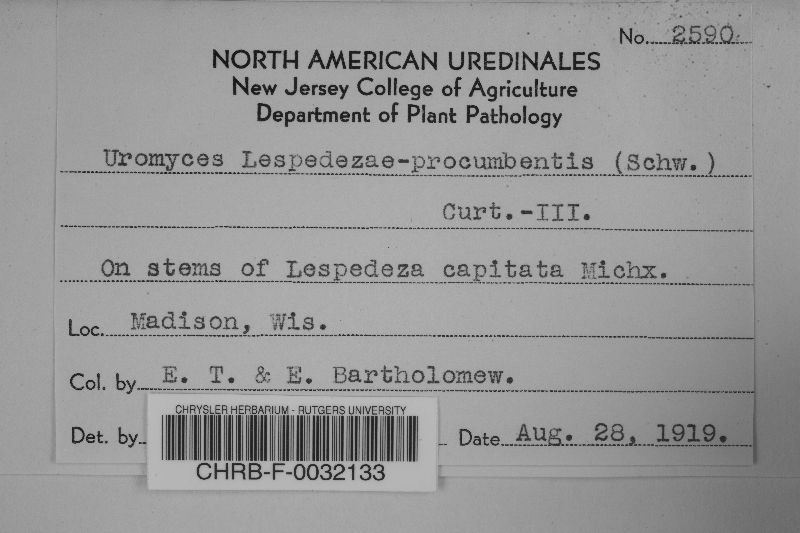 No. 2590
NORTH AMERICAN UREDINALES
New Jersey College of Agriculture
Department of Plant Pathology
Uromyces Lespedezae-procumbentis (Schw.)
Curt.-III.
On stems of Lespedeza capitata Michx.
Loc. Madison, Wis.
Col. by E. T. & E. Bartholomew.
Det. by
Date Aug. 28, 1919.
CHRYSLER HERBARIUM - RUTGERS UNIVERSITY
CHRB-F-0032133